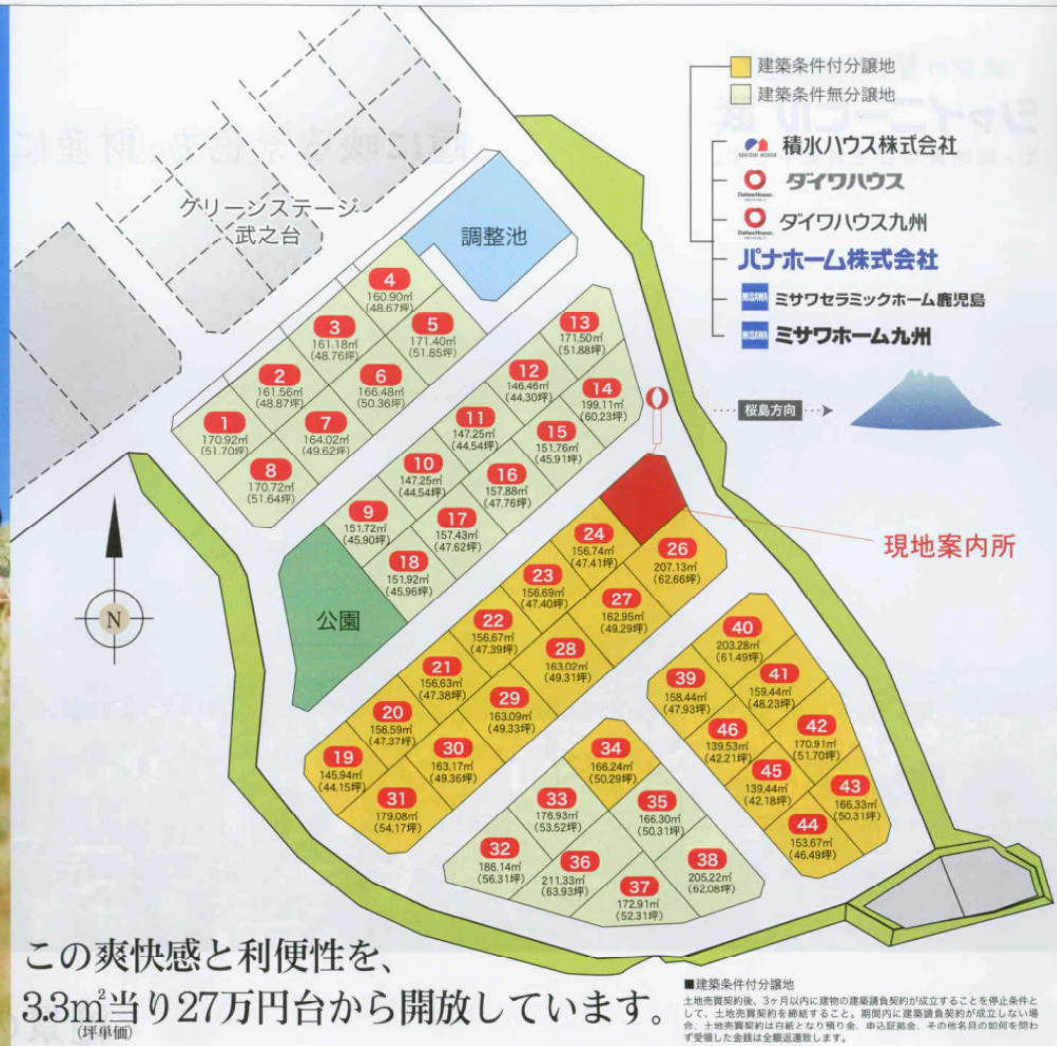 建築条件付分譲地
建築条件無分譲地
積水ハウス株式会社
SEKISUI HOUSE
ダイワハウス
DaiwaHouse
ダイワハウス九州
DaiwaHouse
パナホーム株式会社
MISAWA ミサワセラミックホーム鹿児島
MISAWA ミサワホーム九州
桜島方向
グリーンステージ
武之台
調整池
4
160.90㎡
(48.67坪)
3
161.18㎡
(48.76坪)
5
171.40㎡
(51.85坪)
2
161.56㎡
(48.87坪)
6
166.48㎡
(50.36坪)
1
170.92㎡
(51.70坪)
7
164.02㎡
(49.62坪)
8
170.72㎡
(51.64坪)
13
171.50㎡
(51.88坪)
12
146.46㎡
(44.30坪)
14
199.11㎡
(60.23坪)
11
147.25㎡
(44.54坪)
15
151.76㎡
(45.91坪)
10
147.25㎡
(44.54坪)
16
157.88㎡
(47.76坪)
9
151.72㎡
(45.90坪)
17
157.43㎡
(47.62坪)
18
151.92㎡
(45.96坪)
公園
N
現地案内所
24
156.74㎡
(47.41坪)
26
207.13㎡
(62.66坪)
23
156.69㎡
(47.40坪)
27
162.95㎡
(49.29坪)
22
156.67㎡
(47.39坪)
28
163.02㎡
(49.31坪)
21
156.63㎡
(47.38坪)
29
163.09㎡
(49.33坪)
20
156.59㎡
(47.37坪)
30
163.17㎡
(49.36坪)
19
145.94㎡
(44.15坪)
31
179.08㎡
(54.17坪)
40
203.28㎡
(61.49坪)
39
158.44㎡
(47.93坪)
41
159.44㎡
(48.23坪)
46
139.53㎡
(42.21坪)
42
170.91㎡
(51.70坪)
45
139.44㎡
(42.18坪)
43
166.33㎡
(50.31坪)
44
153.67㎡
(46.49坪)
34
166.24㎡
(50.29坪)
33
176.93㎡
(53.52坪)
35
166.30㎡
(50.31坪)
32
186.14㎡
(56.31坪)
36
211.33㎡
(63.93坪)
38
205.22㎡
(62.08坪)
37
172.91㎡
(52.31坪)
この爽快感と利便性を、
3.3㎡当り27万円台から開放しています。
(坪単価)
■建築条件付分譲地
土地売買契約後、3ヶ月以内に建物の建築請負契約が成立することを停止条件と
して、土地売買契約を締結すること。期間内に建築請負契約が成立しない場
合、土地売買契約は白紙となり預り金、申込証拠金、その他名目の如何を問わ
ず受領した金銭は全額返還致します。